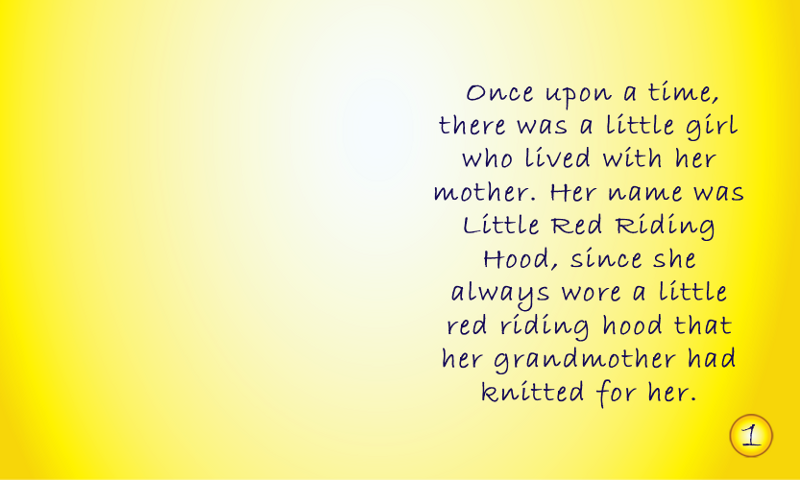 Once upon a time,
there was a little girl
who lived with her
mother. Her name was
Little Red Riding
Hood, since she
always wore a little
red riding hood that
her grandmother had
knitted for her.
1